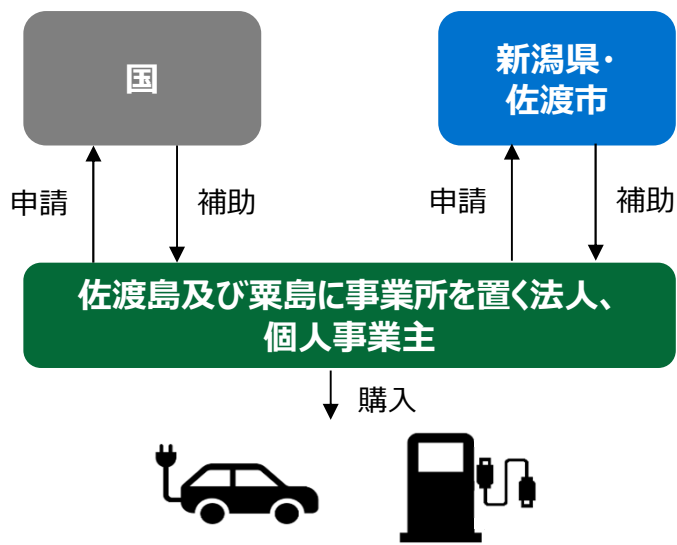 国
新潟県・
佐渡市
申請
補助
申請
補助
佐渡島及び粟島に事業所を置く法人、
個人事業主
購入